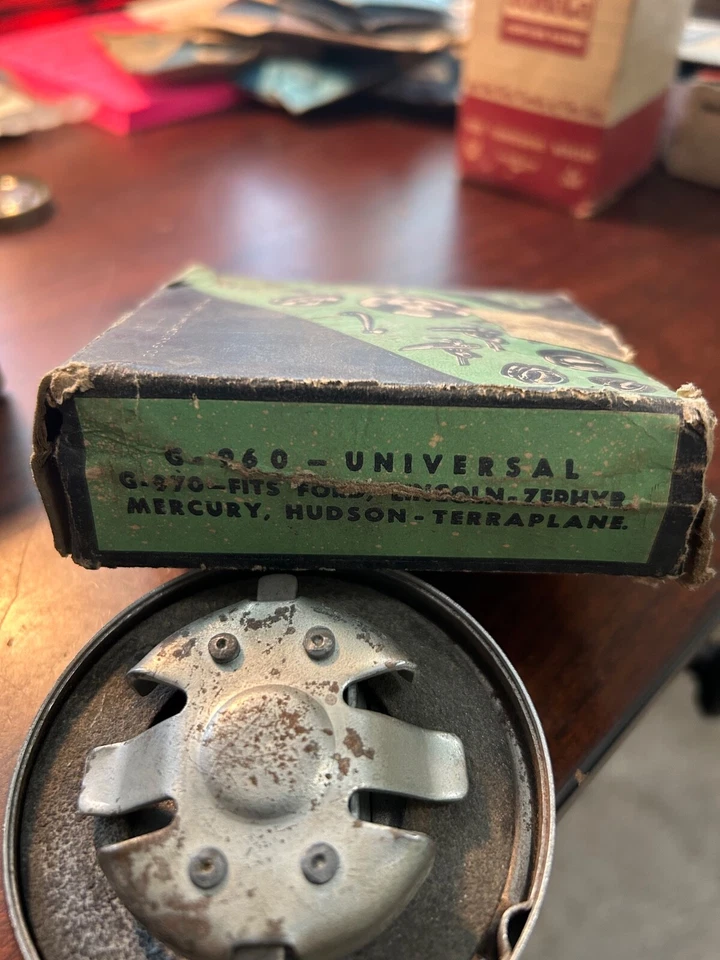 G-960 - UNIVERSAL
G-970-FITS FORD, LINCOLN-ZEPHYR
MERCURY, HUDSON-TERRAPLANE.